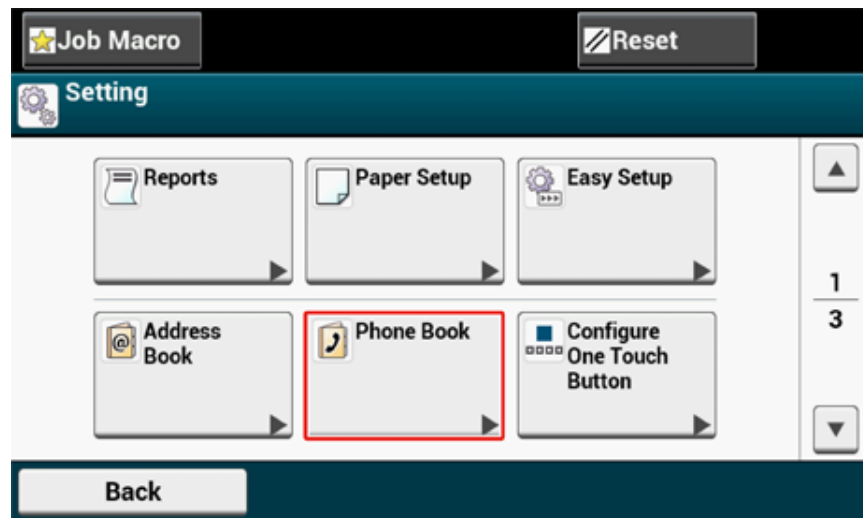 Job Macro
Reset
Setting
Reports
Paper Setup
Easy Setup
1
3
Address
Book
Phone Book
Configure
One Touch
Button
Back